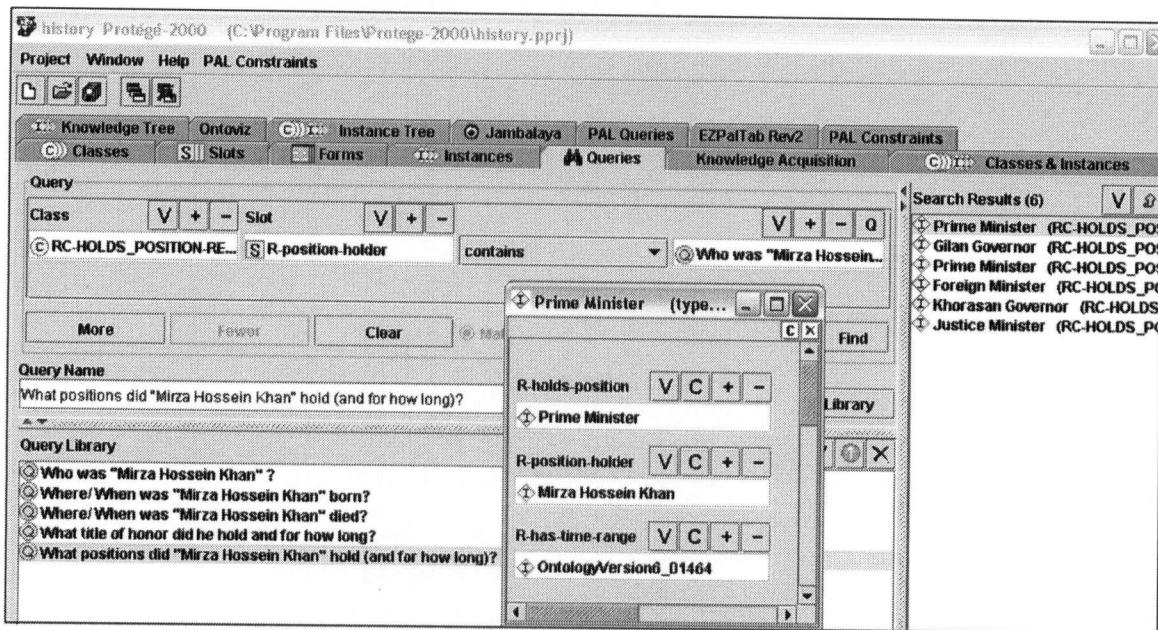 history Protégé-2000 (C:\Program Files\Protege-2000\history.pprj)
Project Window Help PAL Constraints
Knowledge Tree Ontoviz C I Instance Tree Jambalaya PAL Queries EZPalTab Rev2 PAL Constraints
C Classes S Slots Forms Instances Queries Knowledge Acquisition C I Classes & Instances
Query
Class V + - Slot V + - V + - Q
C RC-HOLDS_POSITION-RE... S R-position-holder contains Q Who was "Mirza Hossein...
More Fewer Clear Find
Query Name
What positions did "Mirza Hossein Khan" hold (and for how long)?
Library
Query Library
Q Who was "Mirza Hossein Khan" ?
Q Where/ When was "Mirza Hossein Khan" born?
Q Where/ When was "Mirza Hossein Khan" died?
Q What title of honor did he hold and for how long?
Q What positions did "Mirza Hossein Khan" hold (and for how long)?
I Prime Minister (type...
C X
R-holds-position V C + -
I Prime Minister
R-position-holder V C + -
I Mirza Hossein Khan
R-has-time-range V C + -
I OntologyVersion6_01464
Search Results (6) V
I Prime Minister (RC-HOLDS_POS
I Gilan Governor (RC-HOLDS_PO
I Prime Minister (RC-HOLDS_POS
I Foreign Minister (RC-HOLDS_P
I Khorasan Governor (RC-HOLDS
I Justice Minister (RC-HOLDS_P